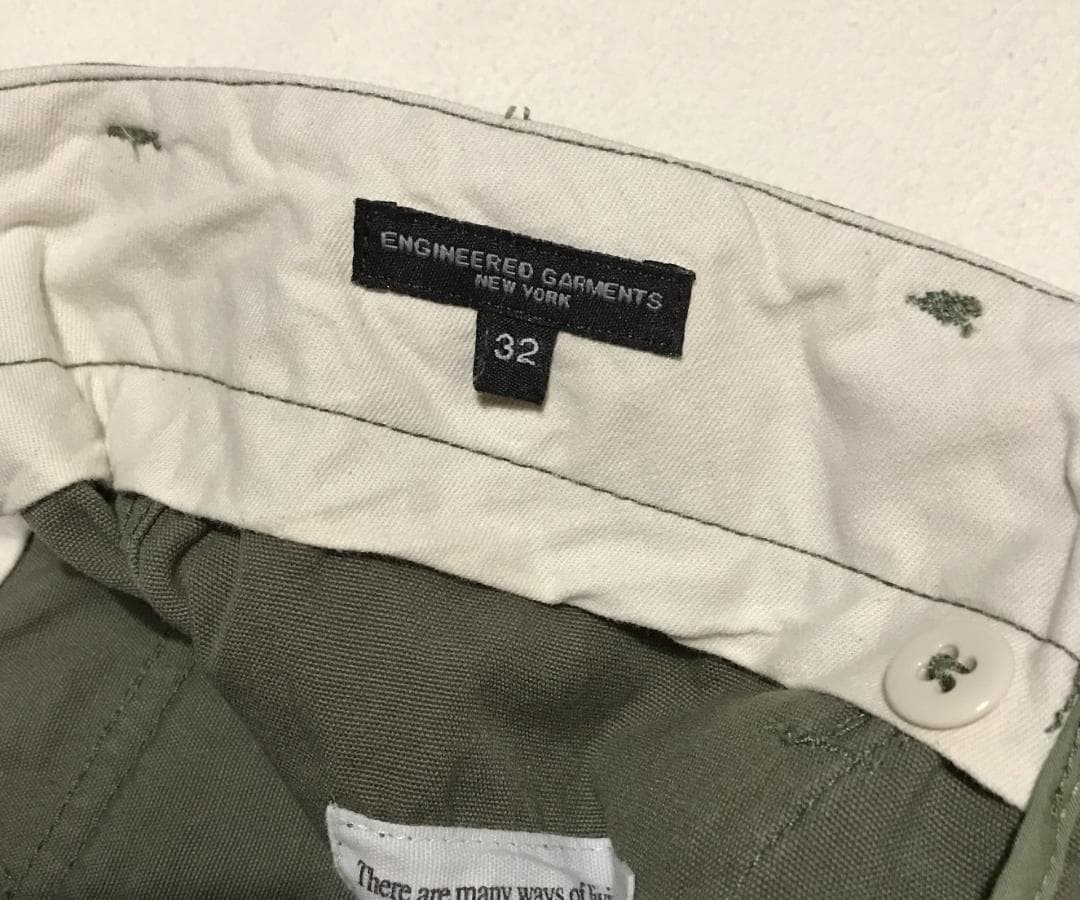 ENGINEERED GARMENTS
NEW YORK
32
There are many ways of